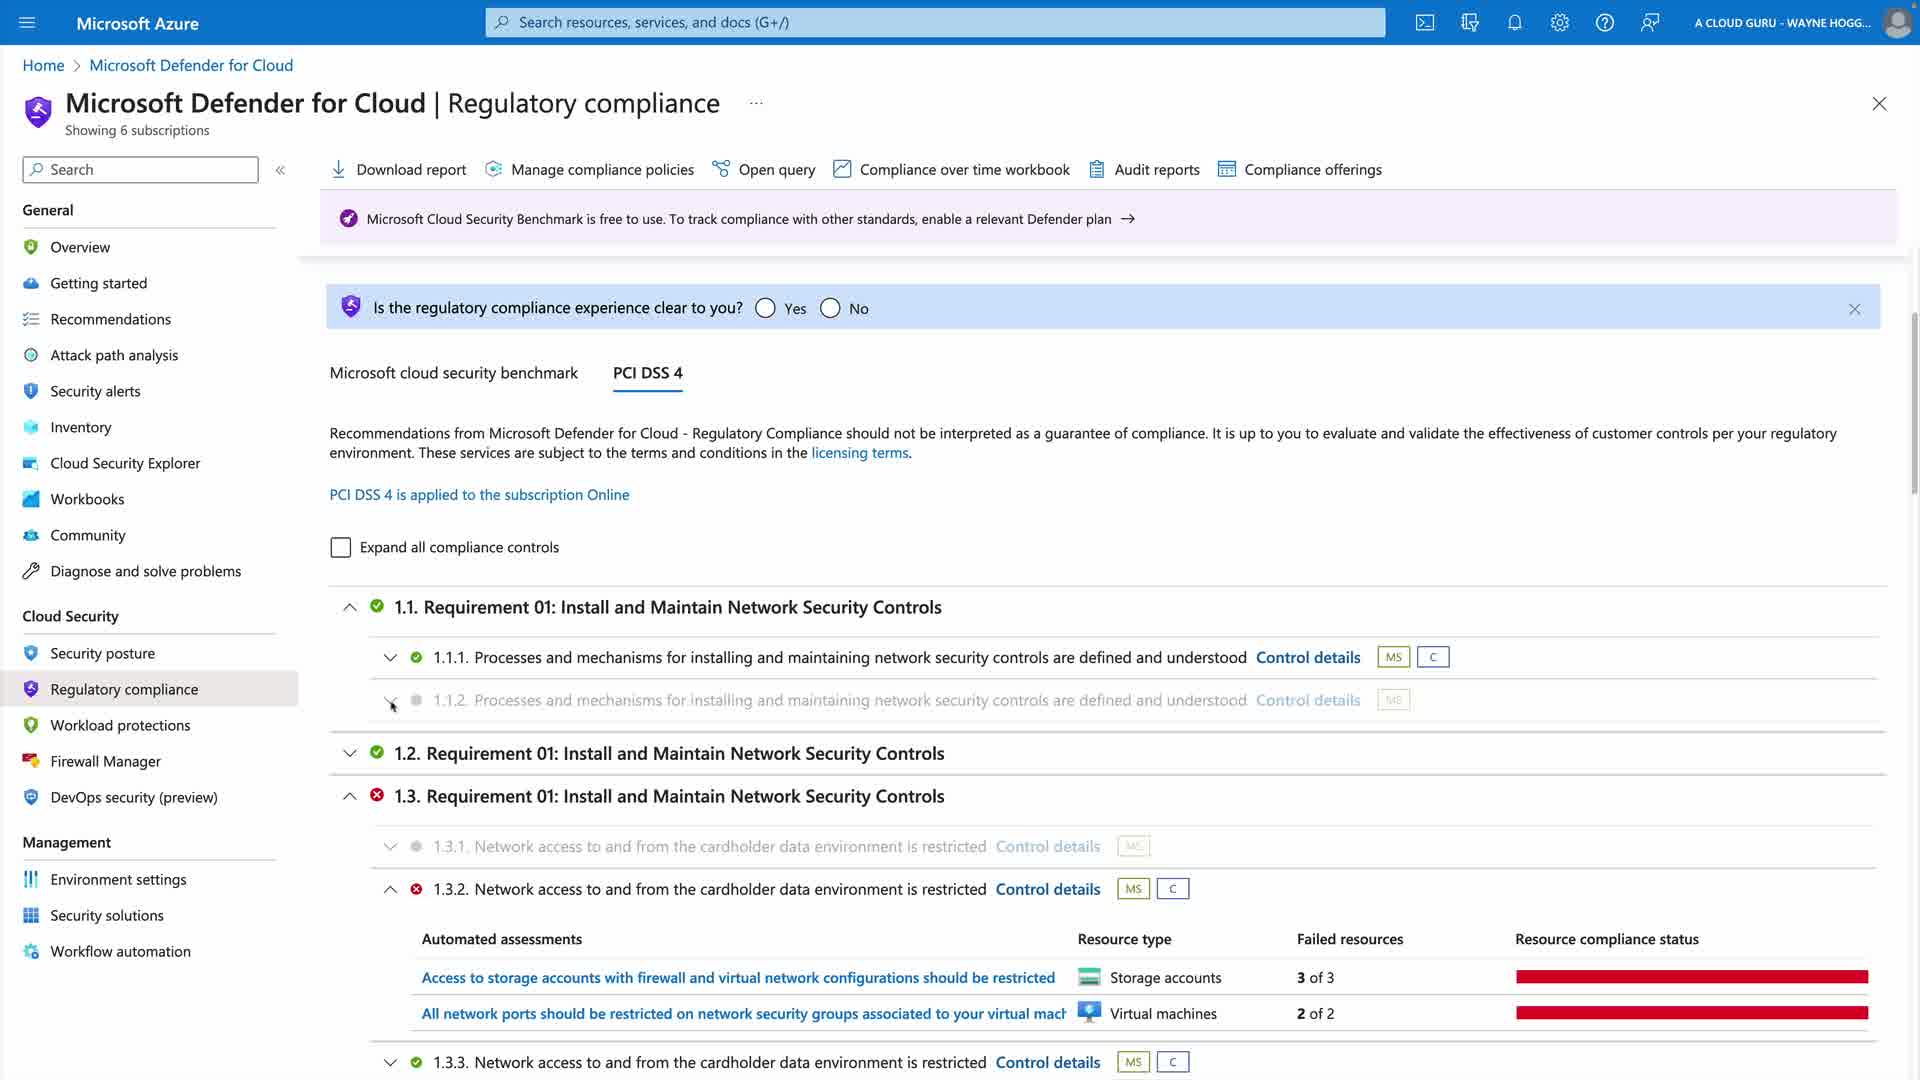 Microsoft Azure
Search resources, services, and docs (G+/)
A CLOUD GURU - WAYNE HOGG...
Home > Microsoft Defender for Cloud
Microsoft Defender for Cloud | Regulatory compliance ...
Showing 6 subscriptions
Search
Download report Manage compliance policies Open query Compliance over time workbook Audit reports Compliance offerings
Microsoft Cloud Security Benchmark is free to use. To track compliance with other standards, enable a relevant Defender plan →
General
Overview
Getting started
Recommendations
Attack path analysis
Security alerts
Inventory
Cloud Security Explorer
Workbooks
Community
Diagnose and solve problems
Cloud Security
Security posture
Regulatory compliance
Workload protections
Firewall Manager
DevOps security (preview)
Management
Environment settings
Security solutions
Workflow automation
Is the regulatory compliance experience clear to you? Yes No
Microsoft cloud security benchmark PCI DSS 4
Recommendations from Microsoft Defender for Cloud - Regulatory Compliance should not be interpreted as a guarantee of compliance. It is up to you to evaluate and validate the effectiveness of customer controls per your regulatory
environment. These services are subject to the terms and conditions in the licensing terms.
PCI DSS 4 is applied to the subscription Online
Expand all compliance controls
1.1. Requirement 01: Install and Maintain Network Security Controls
1.1.1. Processes and mechanisms for installing and maintaining network security controls are defined and understood Control details MS C
1.1.2. Processes and mechanisms for installing and maintaining network security controls are defined and understood Control details MS
1.2. Requirement 01: Install and Maintain Network Security Controls
1.3. Requirement 01: Install and Maintain Network Security Controls
1.3.1. Network access to and from the cardholder data environment is restricted Control details MS
1.3.2. Network access to and from the cardholder data environment is restricted Control details MS C
Automated assessments Resource type Failed resources Resource compliance status
Access to storage accounts with firewall and virtual network configurations should be restricted Storage accounts 3 of 3
All network ports should be restricted on network security groups associated to your virtual mach Virtual machines 2 of 2
1.3.3. Network access to and from the cardholder data environment is restricted Control details MS C